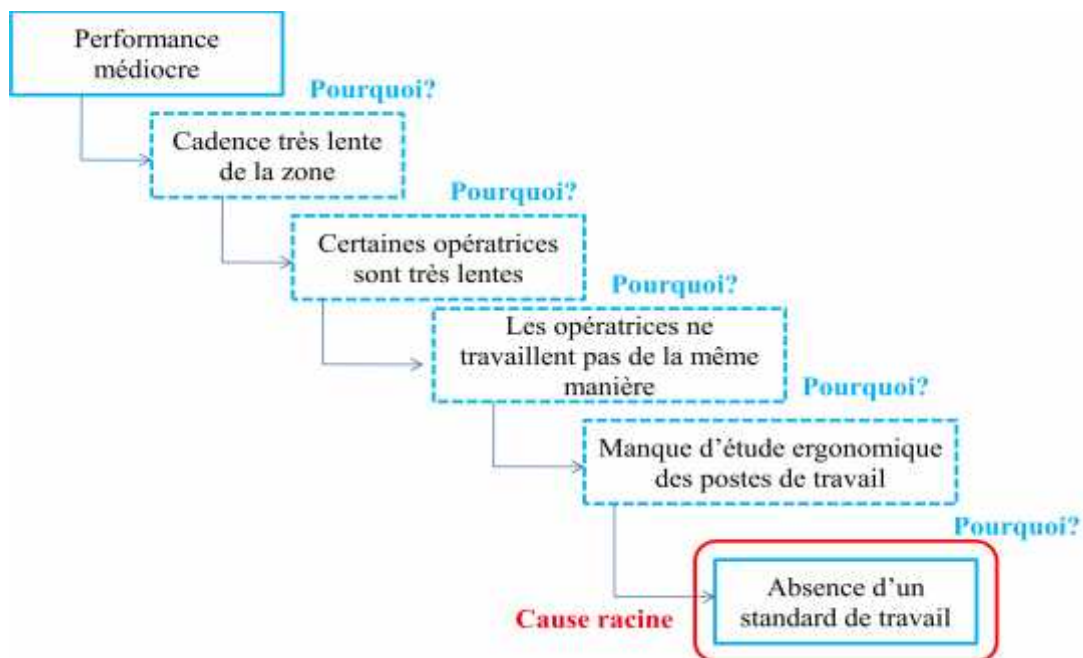 Performance
médiocre
Pourquoi?
Cadence très lente
de la zone
Pourquoi?
Certaines opératrices
sont très lentes
Pourquoi?
Les opératrices ne
travaillent pas de la même
manière
Pourquoi?
Manque d’étude ergonomique
des postes de travail
Pourquoi?
Absence d’un
standard de travail
Cause racine